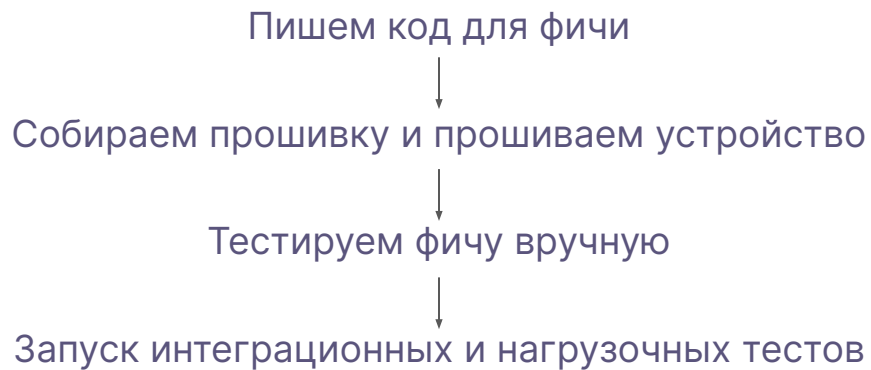 Пишем код для фичи
Собираем прошивку и прошиваем устройство
Тестируем фичу вручную
Запуск интеграционных и нагрузочных тестов